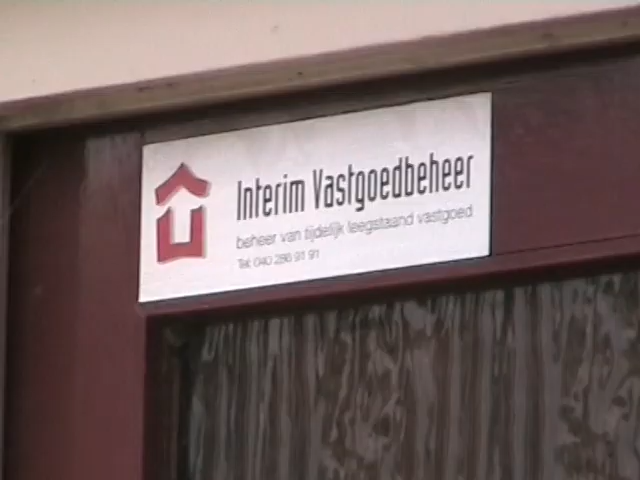 Interim Vastgoedbeheer
beheer van tijdelijk leegstaand vastgoed
Tel: 040 286 91 91